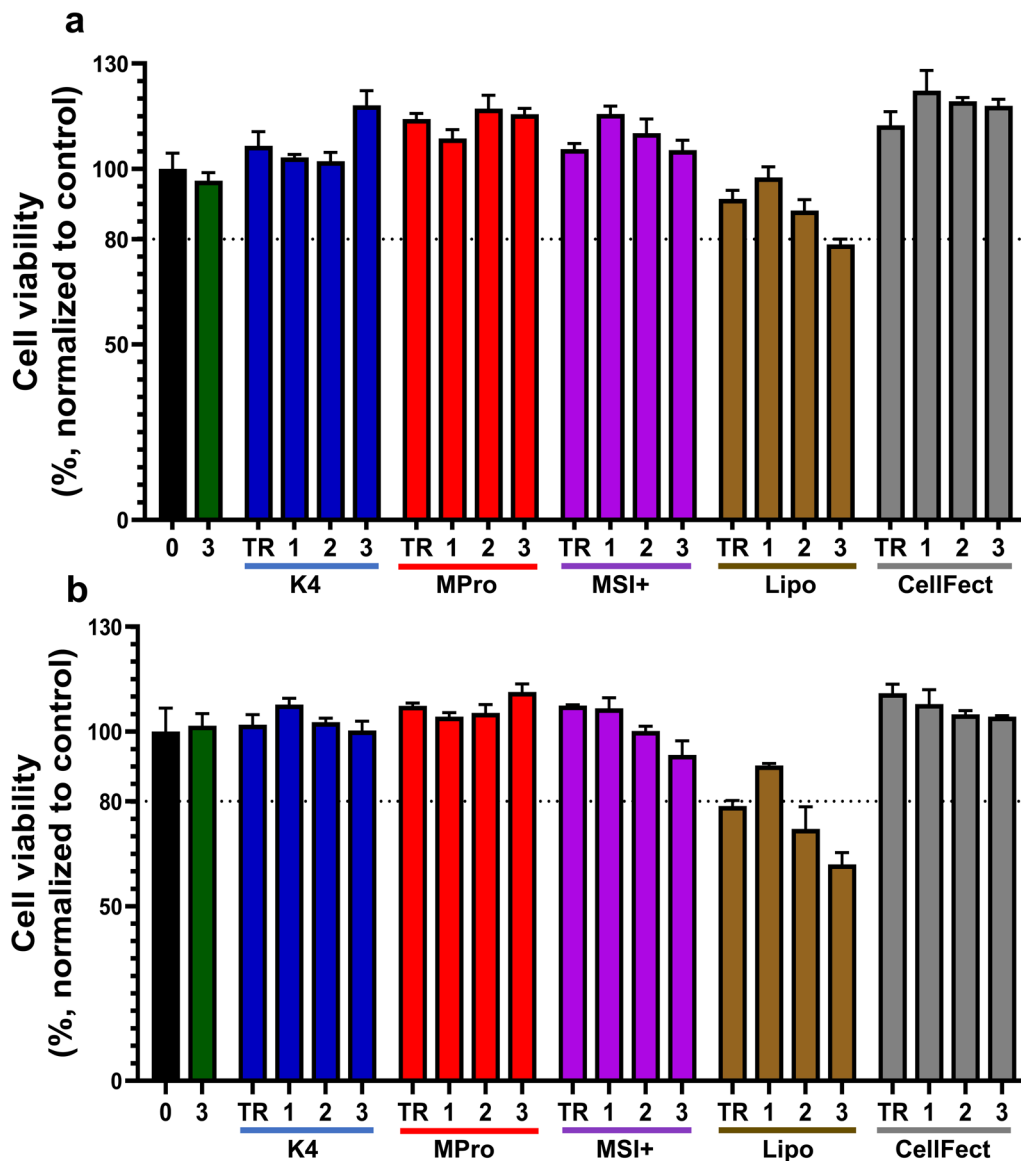 a
Cell viability
(%, normalized to control)
130
100
80
50
0
0 3 TR 1 2 3 TR 1 2 3 TR 1 2 3 TR 1 2 3 TR 1 2 3
K4 MPro MSI+ Lipo CellFect
b
Cell viability
(%, normalized to control)
130
100
80
50
0
0 3 TR 1 2 3 TR 1 2 3 TR 1 2 3 TR 1 2 3 TR 1 2 3
K4 MPro MSI+ Lipo CellFect